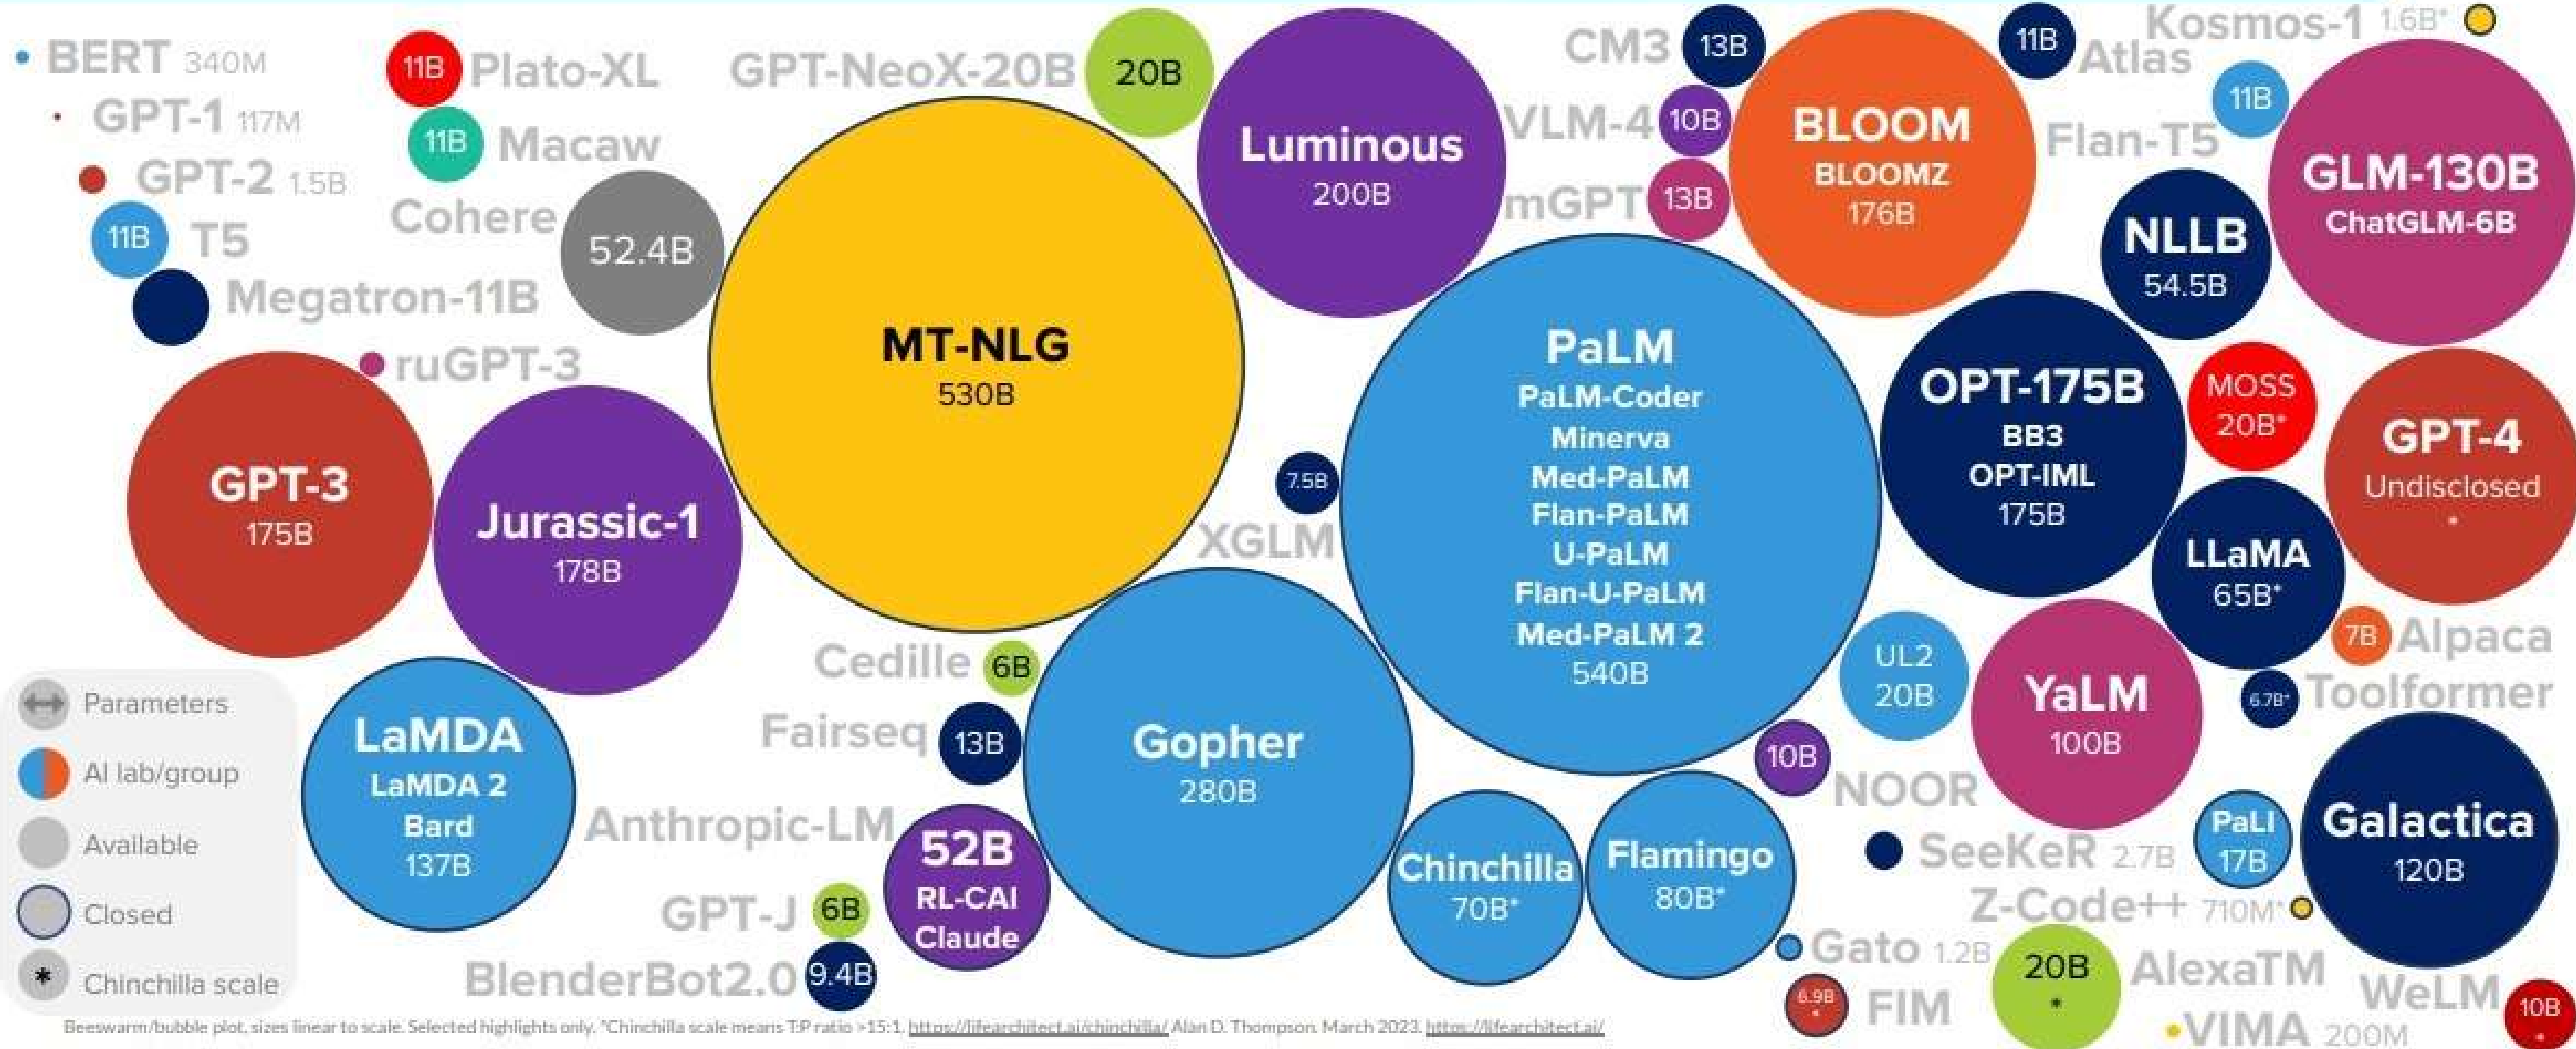 BERT 340M
GPT-1 117M
GPT-2 1.5B
11B T5
Megatron-11B
ruGPT-3
GPT-3
175B
11B Plato-XL
11B Macaw
Cohere 52.4B
Jurassic-1
178B
LaMDA
LaMDA 2
Bard
137B
GPT-NeoX-20B 20B
MT-NLG
530B
Luminous
200B
CM3 13B
VLM-4 10B
mGPT 13B
BLOOM
BLOOMZ
176B
11B Atlas
Kosmos-1 1.6B*
Flan-T5 11B
GLM-130B
ChatGLM-6B
NLLB
54.5B
PaLM
PaLM-Coder
Minerva
Med-PaLM
Flan-PaLM
U-PaLM
Flan-U-PaLM
Med-PaLM 2
540B
7.5B
XGLM
OPT-175B
BB3
OPT-IML
175B
MOSS
20B*
GPT-4
Undisclosed
*
LLaMA
65B*
7B Alpaca
6.7B* Toolformer
UL2
20B
YaLM
100B
Cedille 6B
Fairseq 13B
Gopher
280B
Anthropic-LM
52B
RL-CAI
Claude
GPT-J 6B
BlenderBot2.0 9.4B
Chinchilla
70B*
Flamingo
80B*
10B
NOOR
SeeKeR 2.7B
PaLI
17B
Galactica
120B
Z-Code++ 710M*
Gato 1.2B
6.9B
*
FIM
20B
*
AlexaTM
WeLM 10B
*
VIMA 200M
Parameters
AI lab/group
Available
Closed
* Chinchilla scale
Beeswarm/bubble plot, sizes linear to scale. Selected highlights only. *Chinchilla scale means T:P ratio >15:1. https://lifearchitect.ai/chinchilla/ Alan D. Thompson. March 2023. https://lifearchitect.ai/